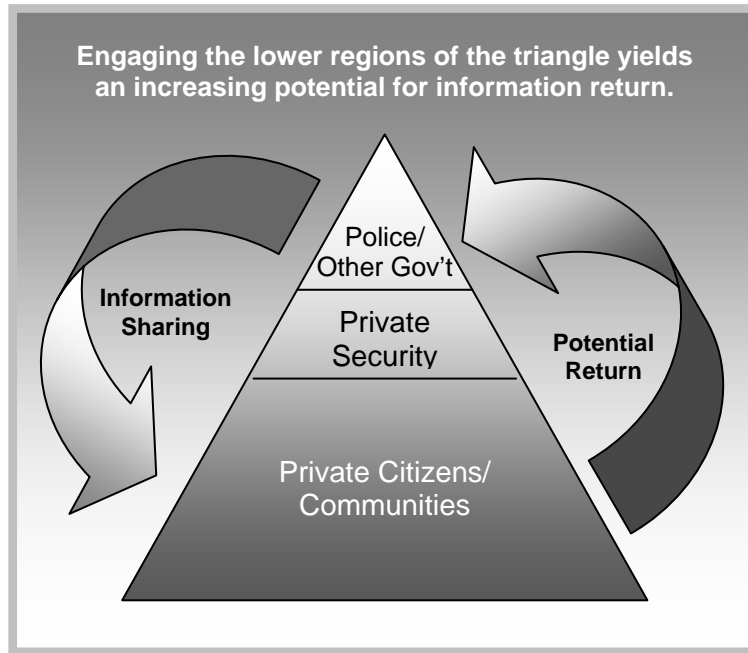 Engaging the lower regions of the triangle yields
an increasing potential for information return.
Police/
Other Gov't
Information
Sharing
Private
Security
Potential
Return
Private Citizens/
Communities